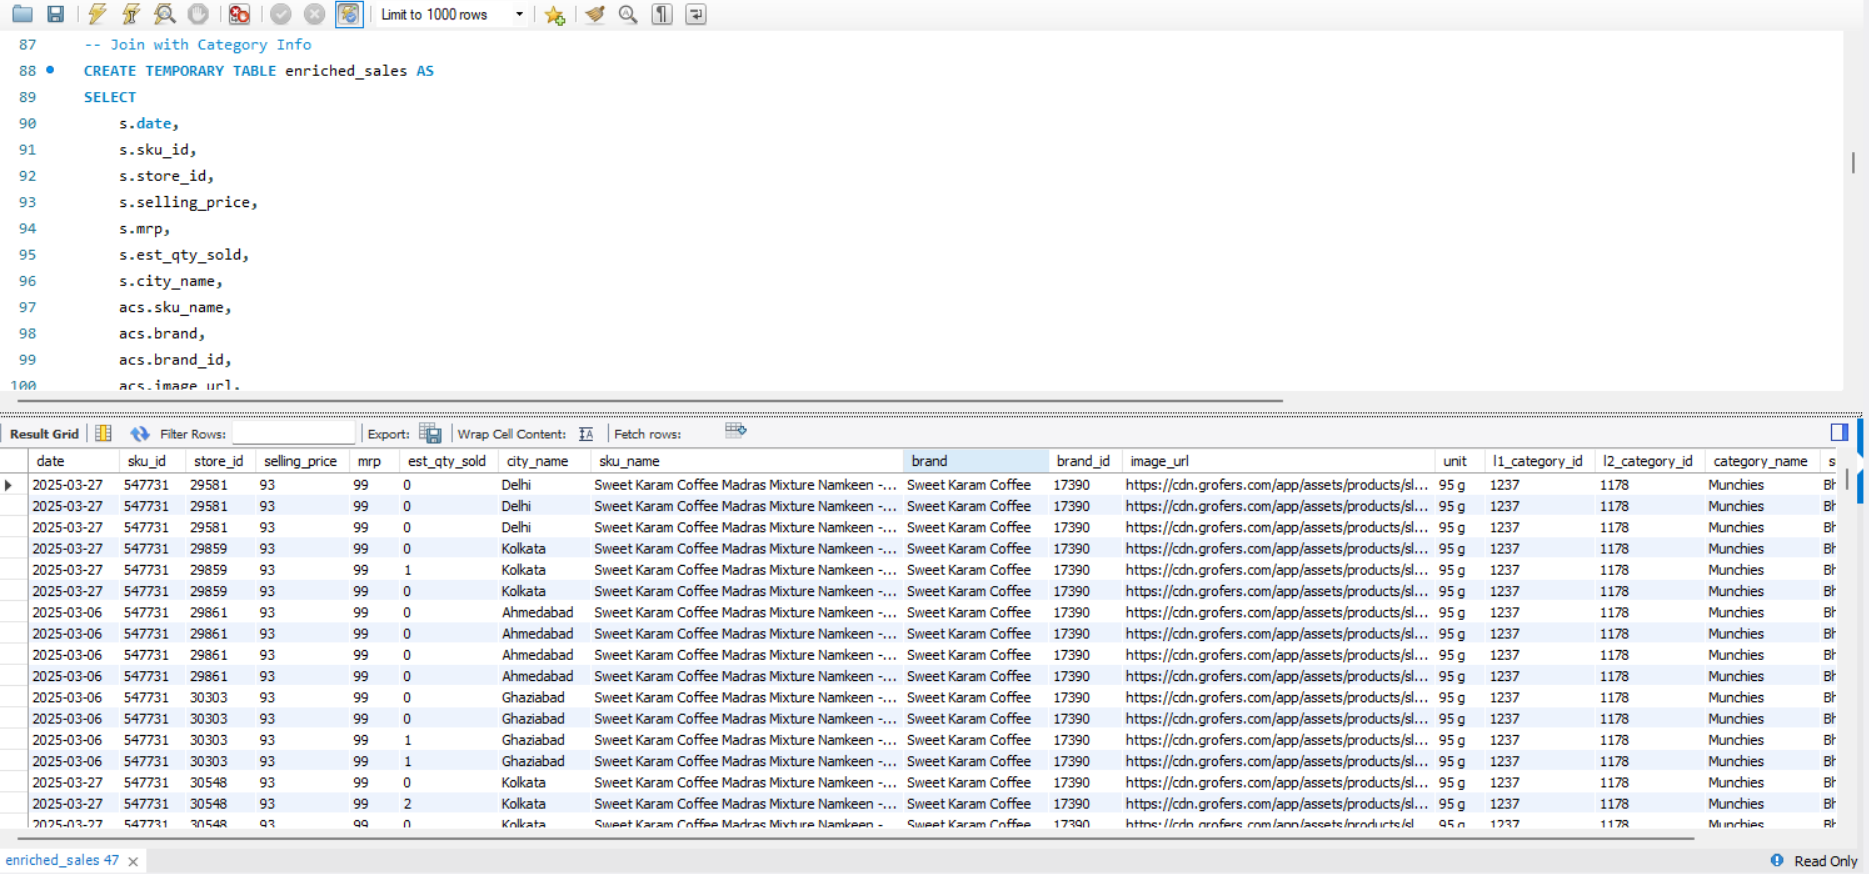 Limit to 1000 rows
87 -- Join with Category Info
88 CREATE TEMPORARY TABLE enriched_sales AS
89 SELECT
90 s.date,
91 s.sku_id,
92 s.store_id,
93 s.selling_price,
94 s.mrp,
95 s.est_qty_sold,
96 s.city_name,
97 acs.sku_name,
98 acs.brand,
99 acs.brand_id,
100 acs.image_url,
Result Grid Filter Rows: Export: Wrap Cell Content: Fetch rows:
date sku_id store_id selling_price mrp est_qty_sold city_name sku_name brand brand_id image_url unit l1_category_id l2_category_id category_name s
2025-03-27 547731 29581 93 99 0 Delhi Sweet Karam Coffee Madras Mixture Namkeen -... Sweet Karam Coffee 17390 https://cdn.grofers.com/app/assets/products/sl... 95 g 1237 1178 Munchies Bh
2025-03-27 547731 29581 93 99 0 Delhi Sweet Karam Coffee Madras Mixture Namkeen -... Sweet Karam Coffee 17390 https://cdn.grofers.com/app/assets/products/sl... 95 g 1237 1178 Munchies Bh
2025-03-27 547731 29581 93 99 0 Delhi Sweet Karam Coffee Madras Mixture Namkeen -... Sweet Karam Coffee 17390 https://cdn.grofers.com/app/assets/products/sl... 95 g 1237 1178 Munchies Bh
2025-03-27 547731 29859 93 99 0 Kolkata Sweet Karam Coffee Madras Mixture Namkeen -... Sweet Karam Coffee 17390 https://cdn.grofers.com/app/assets/products/sl... 95 g 1237 1178 Munchies Bh
2025-03-27 547731 29859 93 99 1 Kolkata Sweet Karam Coffee Madras Mixture Namkeen -... Sweet Karam Coffee 17390 https://cdn.grofers.com/app/assets/products/sl... 95 g 1237 1178 Munchies Bh
2025-03-27 547731 29859 93 99 0 Kolkata Sweet Karam Coffee Madras Mixture Namkeen -... Sweet Karam Coffee 17390 https://cdn.grofers.com/app/assets/products/sl... 95 g 1237 1178 Munchies Bh
2025-03-06 547731 29861 93 99 0 Ahmedabad Sweet Karam Coffee Madras Mixture Namkeen -... Sweet Karam Coffee 17390 https://cdn.grofers.com/app/assets/products/sl... 95 g 1237 1178 Munchies Bh
2025-03-06 547731 29861 93 99 0 Ahmedabad Sweet Karam Coffee Madras Mixture Namkeen -... Sweet Karam Coffee 17390 https://cdn.grofers.com/app/assets/products/sl... 95 g 1237 1178 Munchies Bh
2025-03-06 547731 29861 93 99 0 Ahmedabad Sweet Karam Coffee Madras Mixture Namkeen -... Sweet Karam Coffee 17390 https://cdn.grofers.com/app/assets/products/sl... 95 g 1237 1178 Munchies Bh
2025-03-06 547731 29861 93 99 0 Ahmedabad Sweet Karam Coffee Madras Mixture Namkeen -... Sweet Karam Coffee 17390 https://cdn.grofers.com/app/assets/products/sl... 95 g 1237 1178 Munchies Bh
2025-03-06 547731 30303 93 99 0 Ghaziabad Sweet Karam Coffee Madras Mixture Namkeen -... Sweet Karam Coffee 17390 https://cdn.grofers.com/app/assets/products/sl... 95 g 1237 1178 Munchies Bh
2025-03-06 547731 30303 93 99 0 Ghaziabad Sweet Karam Coffee Madras Mixture Namkeen -... Sweet Karam Coffee 17390 https://cdn.grofers.com/app/assets/products/sl... 95 g 1237 1178 Munchies Bh
2025-03-06 547731 30303 93 99 1 Ghaziabad Sweet Karam Coffee Madras Mixture Namkeen -... Sweet Karam Coffee 17390 https://cdn.grofers.com/app/assets/products/sl... 95 g 1237 1178 Munchies Bh
2025-03-06 547731 30303 93 99 1 Ghaziabad Sweet Karam Coffee Madras Mixture Namkeen -... Sweet Karam Coffee 17390 https://cdn.grofers.com/app/assets/products/sl... 95 g 1237 1178 Munchies Bh
2025-03-27 547731 30548 93 99 0 Kolkata Sweet Karam Coffee Madras Mixture Namkeen -... Sweet Karam Coffee 17390 https://cdn.grofers.com/app/assets/products/sl... 95 g 1237 1178 Munchies Bh
2025-03-27 547731 30548 93 99 2 Kolkata Sweet Karam Coffee Madras Mixture Namkeen -... Sweet Karam Coffee 17390 https://cdn.grofers.com/app/assets/products/sl... 95 g 1237 1178 Munchies Bh
2025-03-27 547731 30548 93 99 0 Kolkata Sweet Karam Coffee Madras Mixture Namkeen - Sweet Karam Coffee 17390 https://cdn.grofers.com/app/assets/products/sl 95 g 1237 1178 Munchies Bh
enriched_sales 47
Read Only